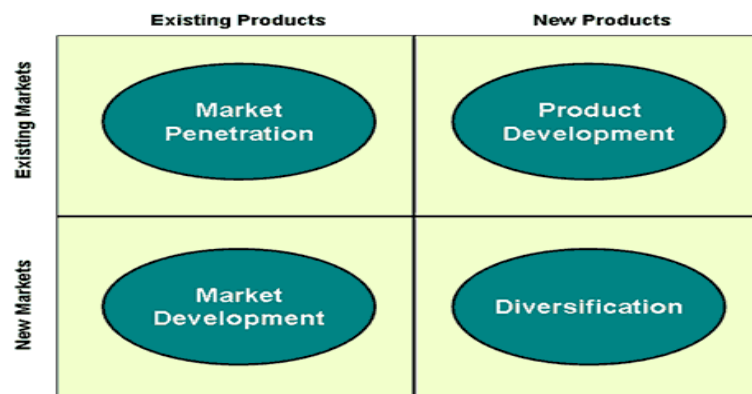 Existing Products
New Products
Existing Markets
Market
Penetration
Product
Development
New Markets
Market
Development
Diversification